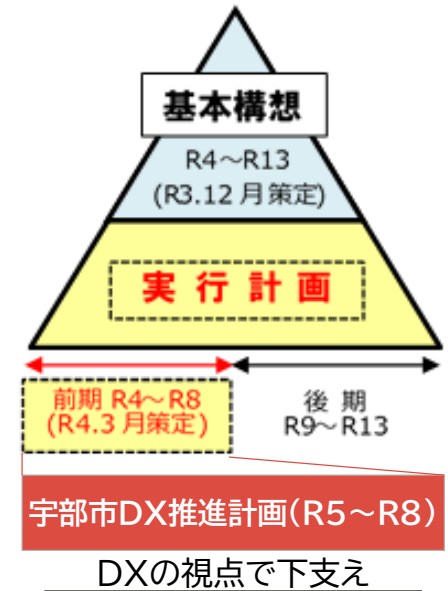 基本構想
R4～R13
(R3.12月策定)
実行計画
前期 R4～R8
(R4.3月策定)
後期
R9～R13
宇部市DX推進計画(R5～R8)
DXの視点で下支え